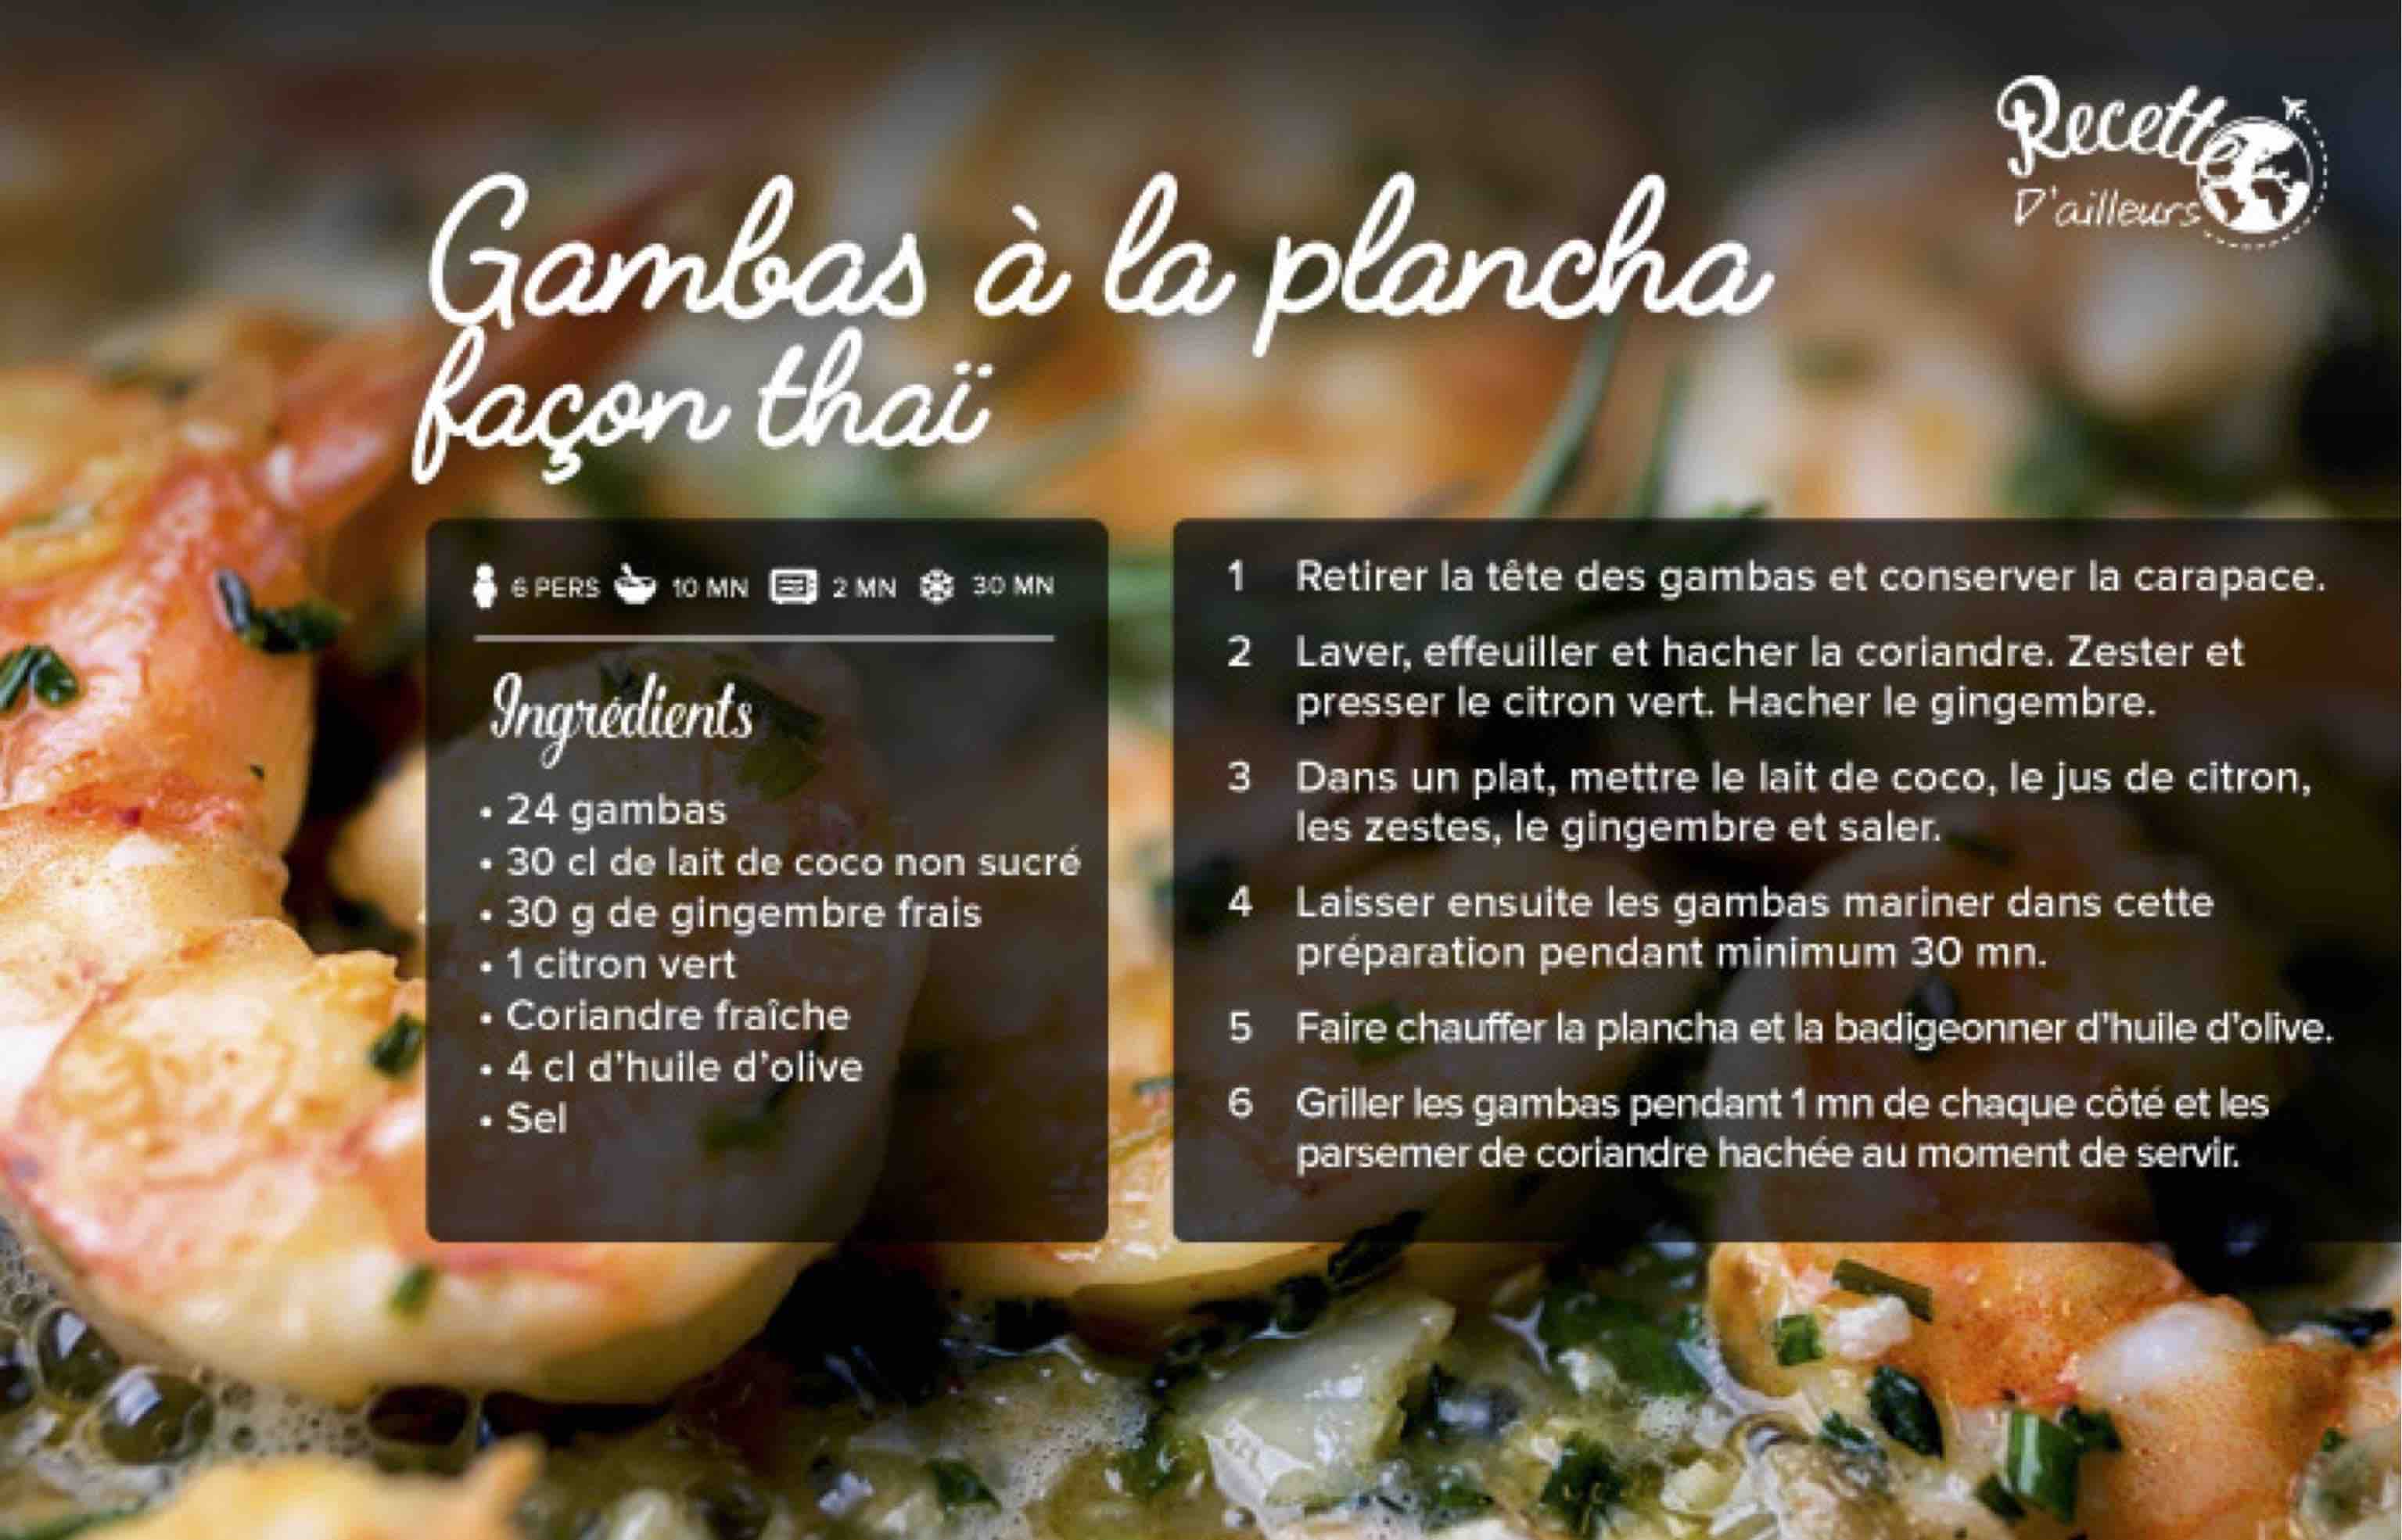 Recette
D'ailleurs
Gambas à la plancha
façon thaï
6 PERS 10 MN 2 MN 30 MN
Ingrédients
• 24 gambas
• 30 cl de lait de coco non sucré
• 30 g de gingembre frais
• 1 citron vert
• Coriandre fraîche
• 4 cl d'huile d'olive
• Sel
1 Retirer la tête des gambas et conserver la carapace.
2 Laver, effeuiller et hacher la coriandre. Zester et
presser le citron vert. Hacher le gingembre.
3 Dans un plat, mettre le lait de coco, le jus de citron,
les zestes, le gingembre et saler.
4 Laisser ensuite les gambas mariner dans cette
préparation pendant minimum 30 mn.
5 Faire chauffer la plancha et la badigeonner d'huile d'olive.
6 Griller les gambas pendant 1 mn de chaque côté et les
parsemer de coriandre hachée au moment de servir.